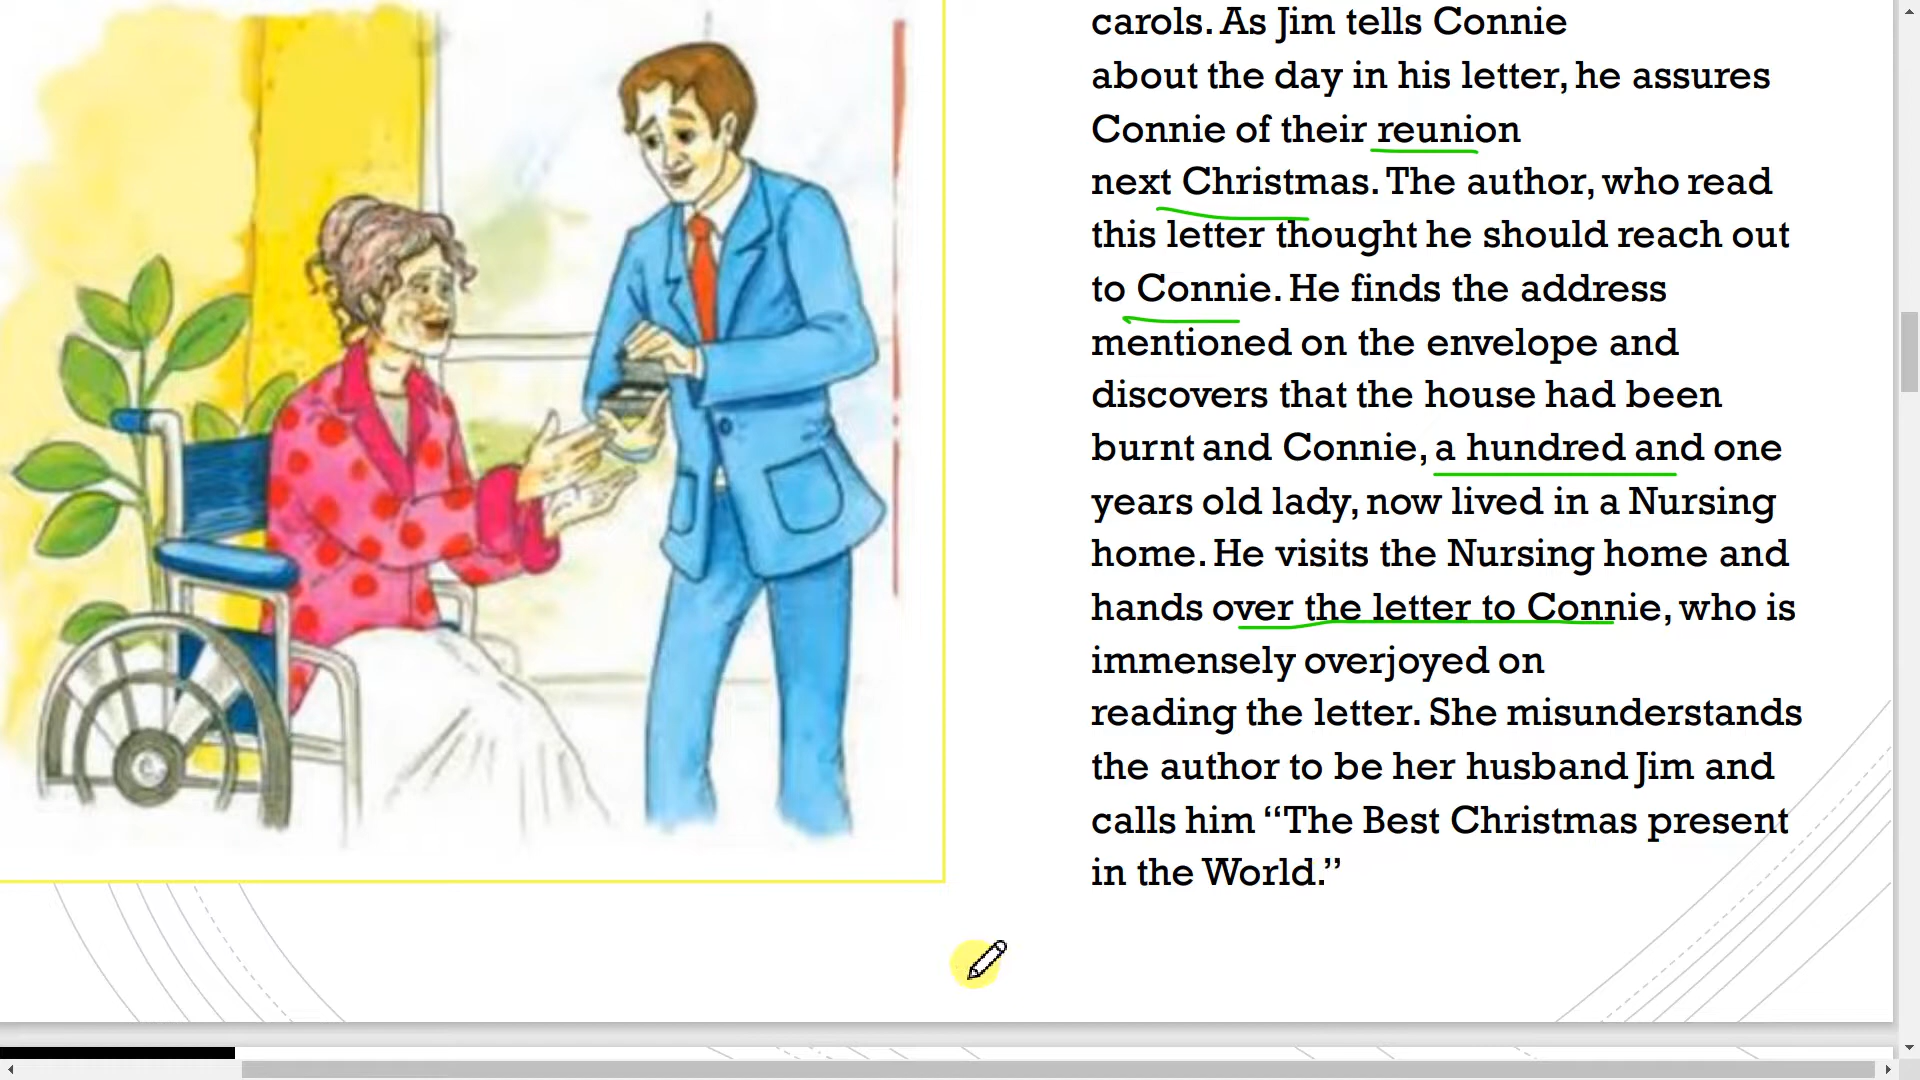 carols. As Jim tells Connie
about the day in his letter, he assures
Connie of their reunion
next Christmas. The author, who read
this letter thought he should reach out
to Connie. He finds the address
mentioned on the envelope and
discovers that the house had been
burnt and Connie, a hundred and one
years old lady, now lived in a Nursing
home. He visits the Nursing home and
hands over the letter to Connie, who is
immensely overjoyed on
reading the letter. She misunderstands
the author to be her husband Jim and
calls him “The Best Christmas present
in the World.”